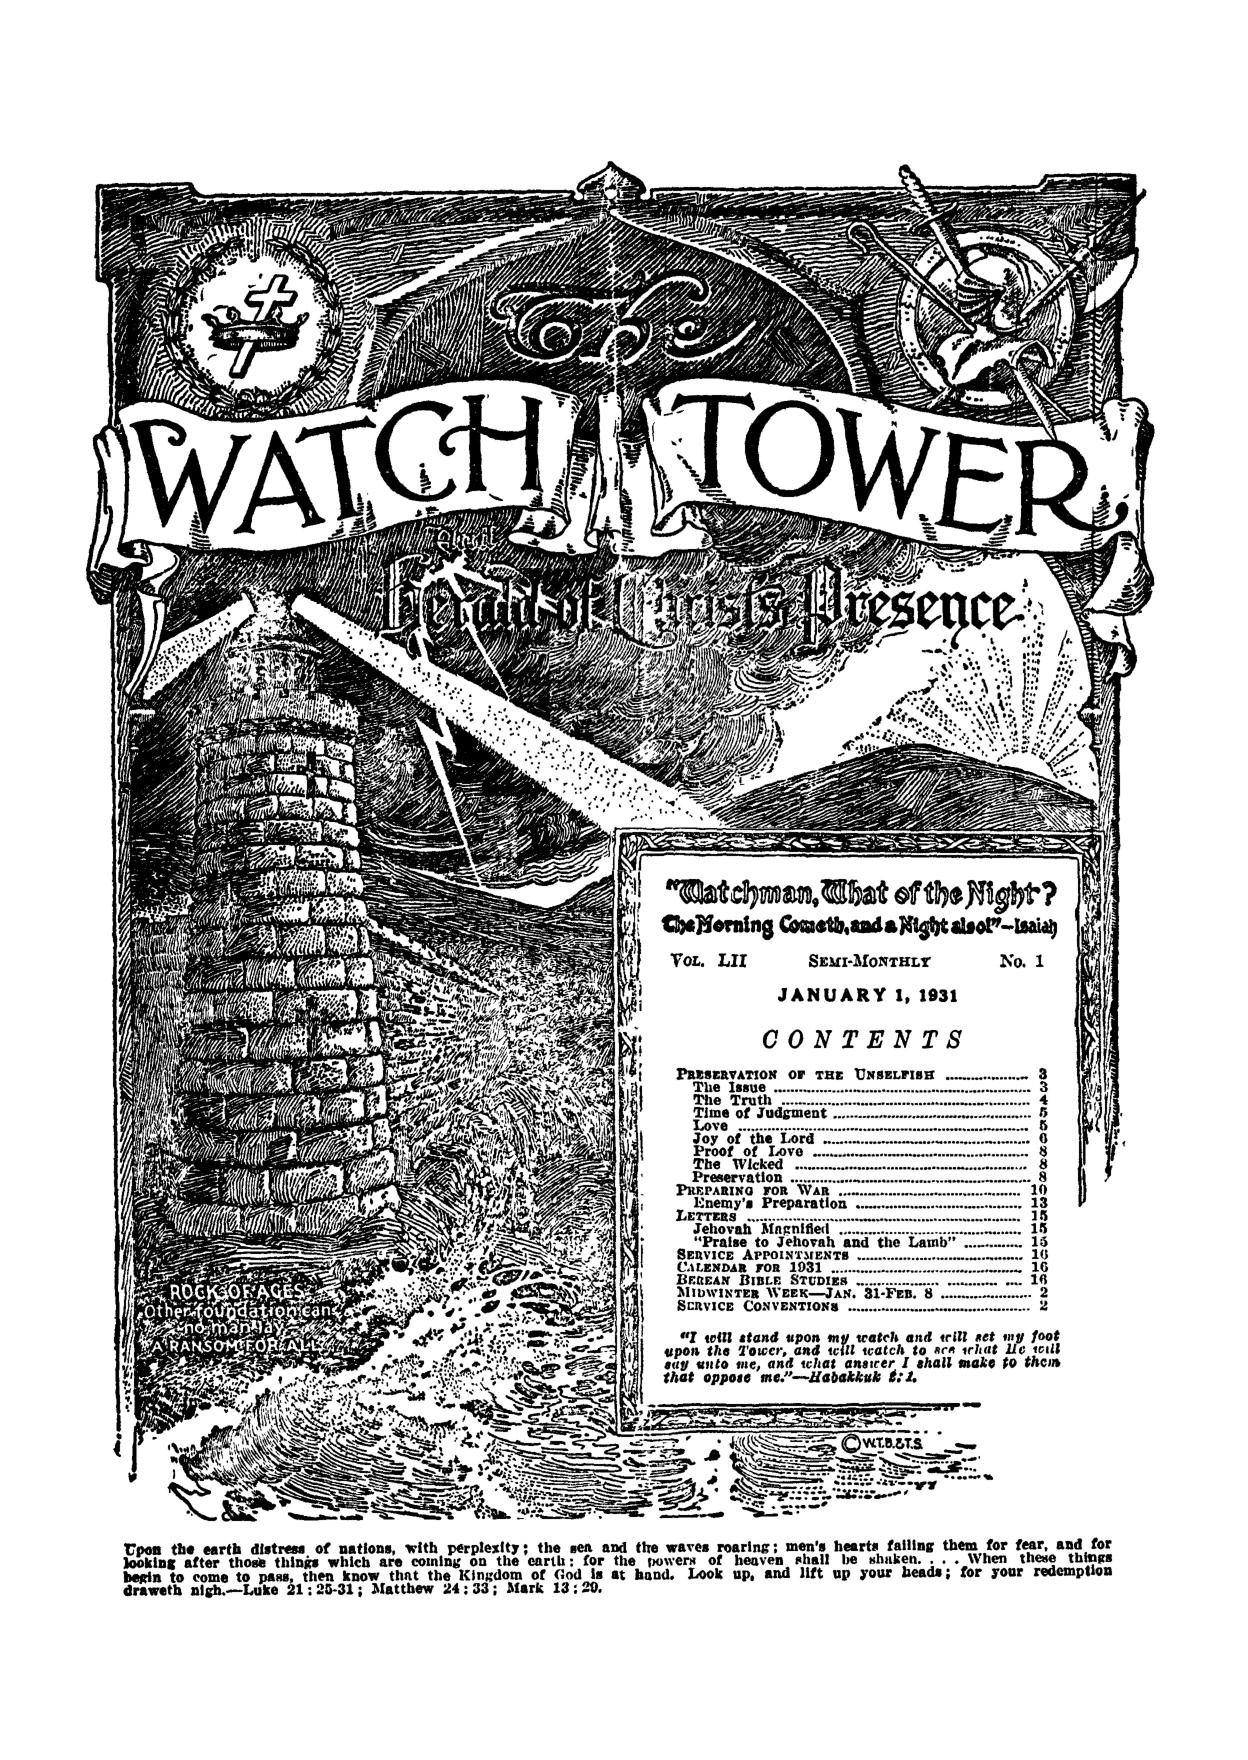 The
WATCH TOWER
And
Herald of Christ's Presence
"Watchman, What of the Night?
The Morning Cometh, and a Night also!"—Isaiah
VOL. LII SEMI-MONTHLY No. 1
JANUARY 1, 1931
CONTENTS
PRESERVATION OF THE UNSELFISH ........ 3
The Issue ........ 3
The Truth ........ 4
Time of Judgment ........ 5
Love ........ 5
Joy of the Lord ........ 6
Proof of Love ........ 8
The Wicked ........ 8
Preservation ........ 8
PREPARING FOR WAR ........ 10
Enemy's Preparation ........ 13
LETTERS ........ 15
Jehovah Magnified ........ 15
"Praise to Jehovah and the Lamb" ........ 15
SERVICE APPOINTMENTS ........ 16
CALENDAR FOR 1931 ........ 16
BEREAN BIBLE STUDIES ........ 16
MIDWINTER WEEK—JAN. 31-FEB. 8 ........ 2
SERVICE CONVENTIONS ........ 2
"I will stand upon my watch and will set my foot
upon the Tower, and will watch to see what He will
say unto me, and what answer I shall make to them
that oppose me."—Habakkuk 2:1.
ROCK OF AGES
Other foundation can
no man lay
A RANSOM FOR ALL
©W.T.B.&T.S.
Upon the earth distress of nations, with perplexity; the sea and the waves roaring; men's hearts failing them for fear, and for
looking after those things which are coming on the earth: for the powers of heaven shall be shaken. . . . When these things
begin to come to pass, then know that the Kingdom of God is at hand. Look up, and lift up your heads; for your redemption
draweth nigh.—Luke 21:25-31; Matthew 24:33; Mark 13:29.